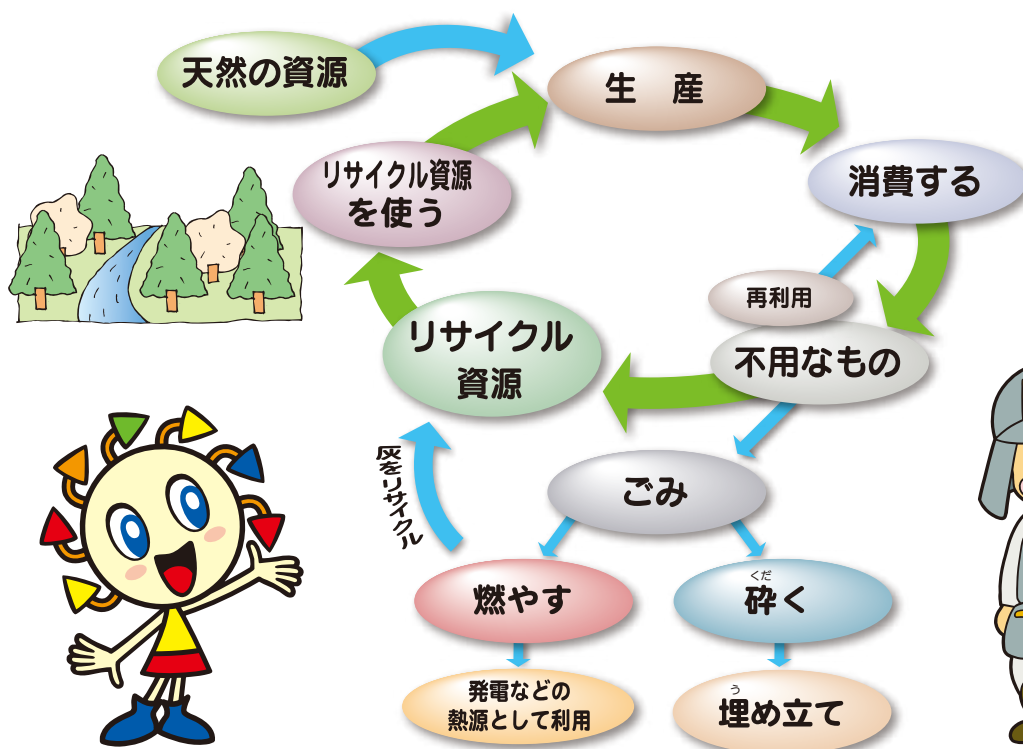 天然の資源
生　産
リサイクル資源
を使う
消費する
再利用
不用なもの
リサイクル
資源
灰をリサイクル
ごみ
燃やす
くだ
砕く
発電などの
熱源として利用
う
埋め立て